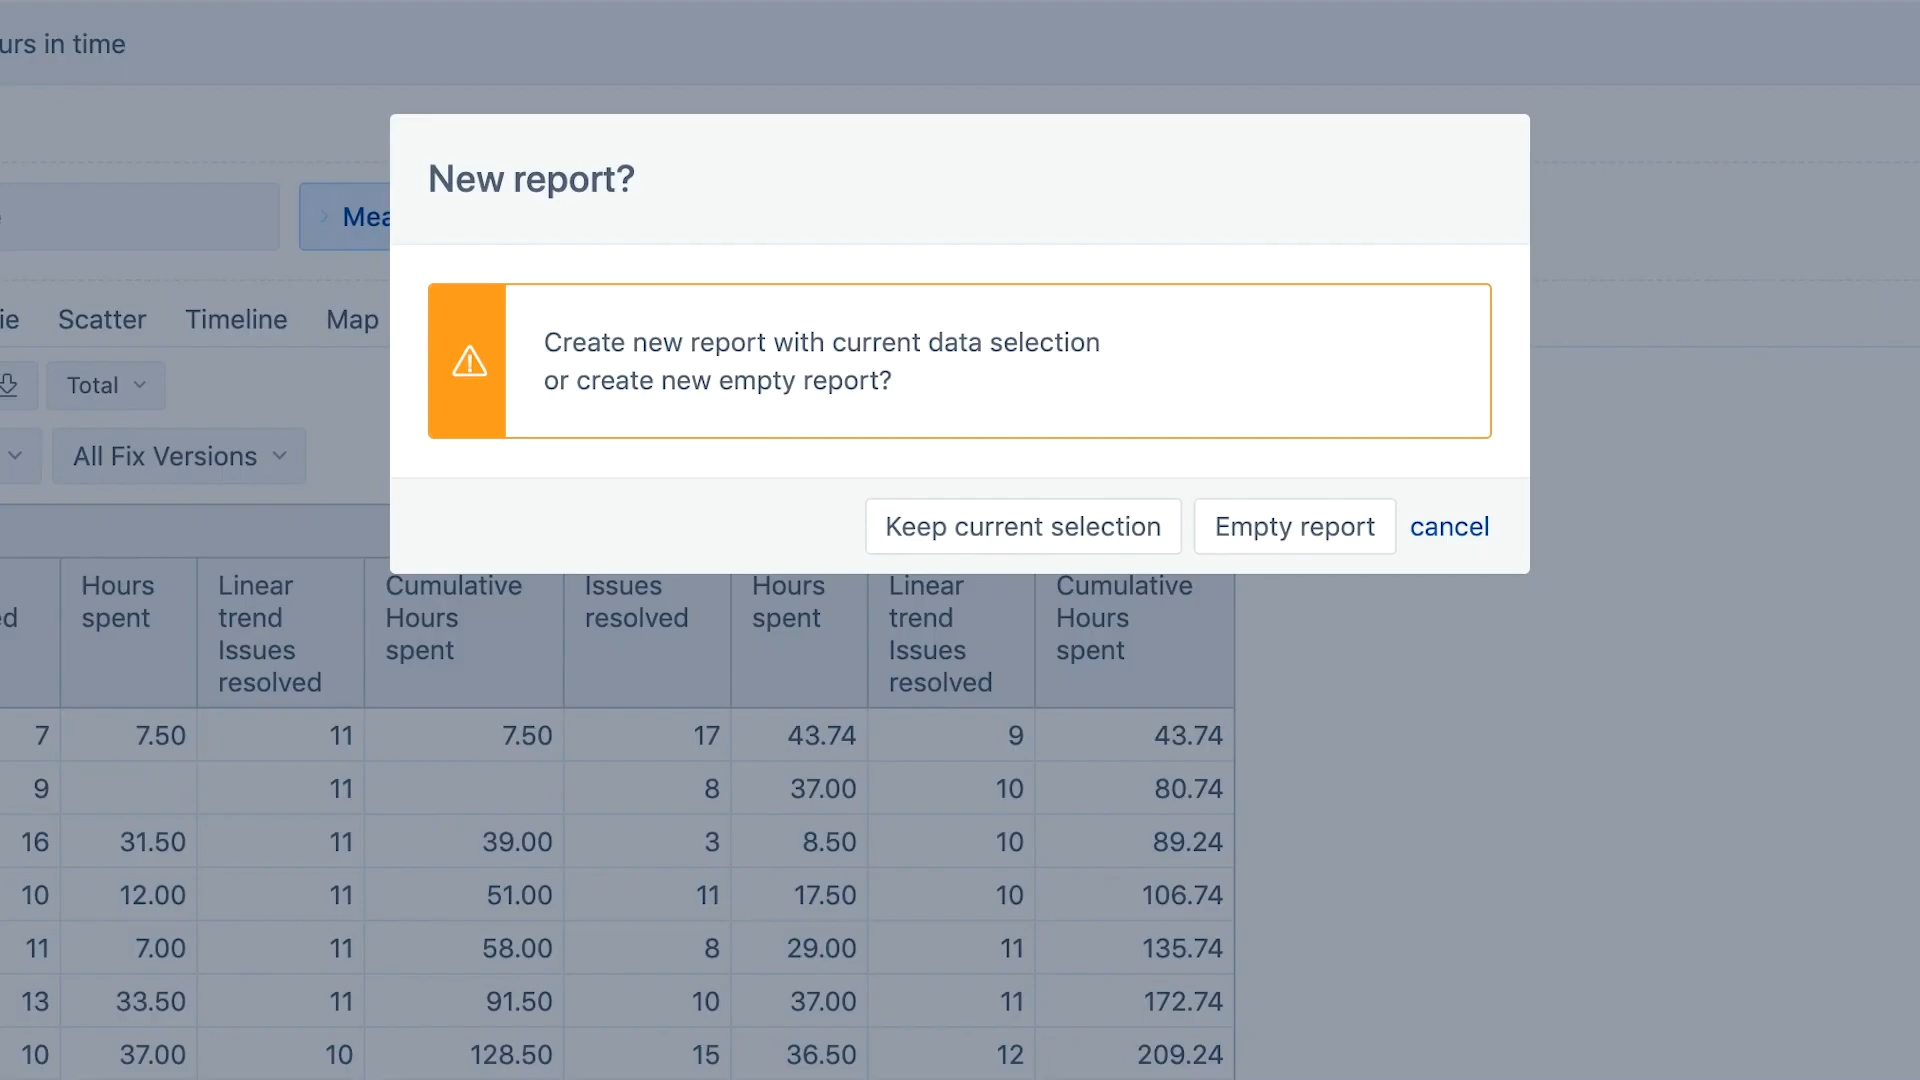 urs in time
New report?
Mea
Create new report with current data selection
or create new empty report?
ie Scatter Timeline Map
Total
All Fix Versions
Keep current selection Empty report cancel
Hours Linear Cumulative Issues Hours Linear Cumulative
ed spent trend Hours resolved spent trend Hours
Issues spent Issues spent
resolved resolved
7 7.50 11 7.50 17 43.74 9 43.74
9 11 8 37.00 10 80.74
16 31.50 11 39.00 3 8.50 10 89.24
10 12.00 11 51.00 11 17.50 10 106.74
11 7.00 11 58.00 8 29.00 11 135.74
13 33.50 11 91.50 10 37.00 11 172.74
10 37.00 10 128.50 15 36.50 12 209.24